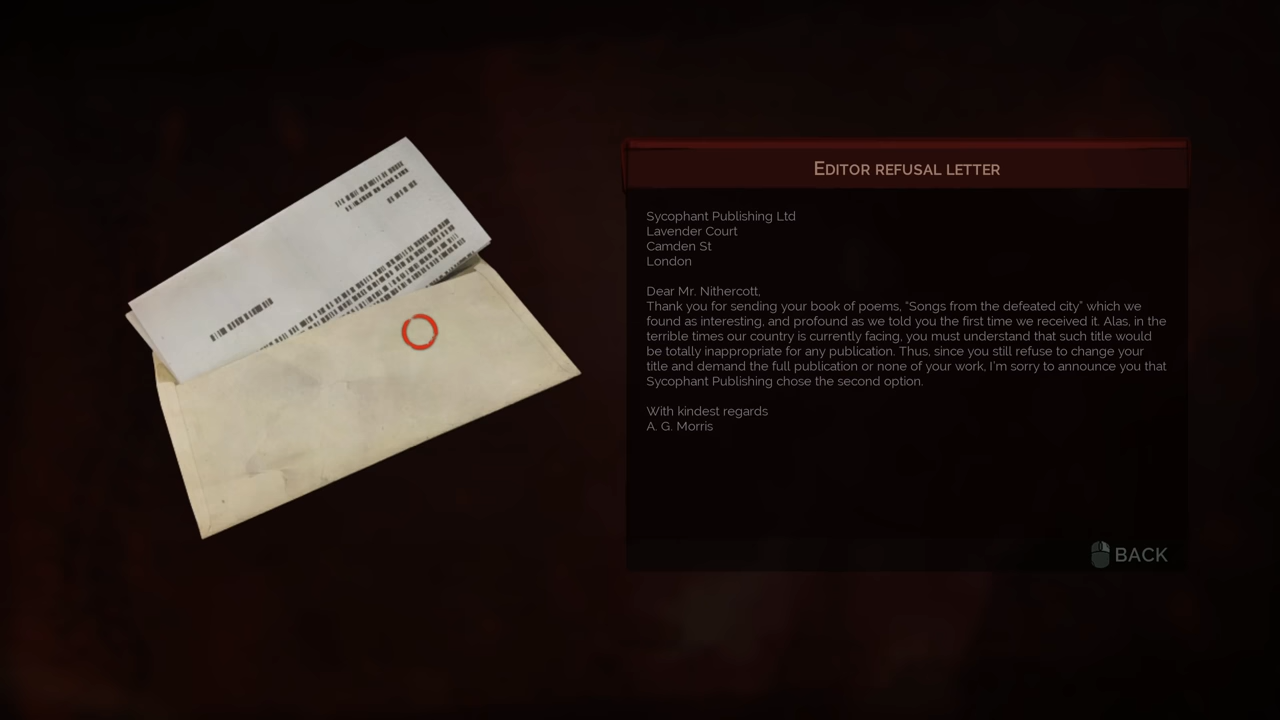 EDITOR REFUSAL LETTER
Sycophant Publishing Ltd
Lavender Court
Camden St
London
Dear Mr. Nithercott,
Thank you for sending your book of poems, “Songs from the defeated city” which we
found as interesting, and profound as we told you the first time we received it. Alas, in the
terrible times our country is currently facing, you must understand that such title would
be totally inappropriate for any publication. Thus, since you still refuse to change your
title and demand the full publication or none of your work, I'm sorry to announce you that
Sycophant Publishing chose the second option.
With kindest regards
A. G. Morris
BACK